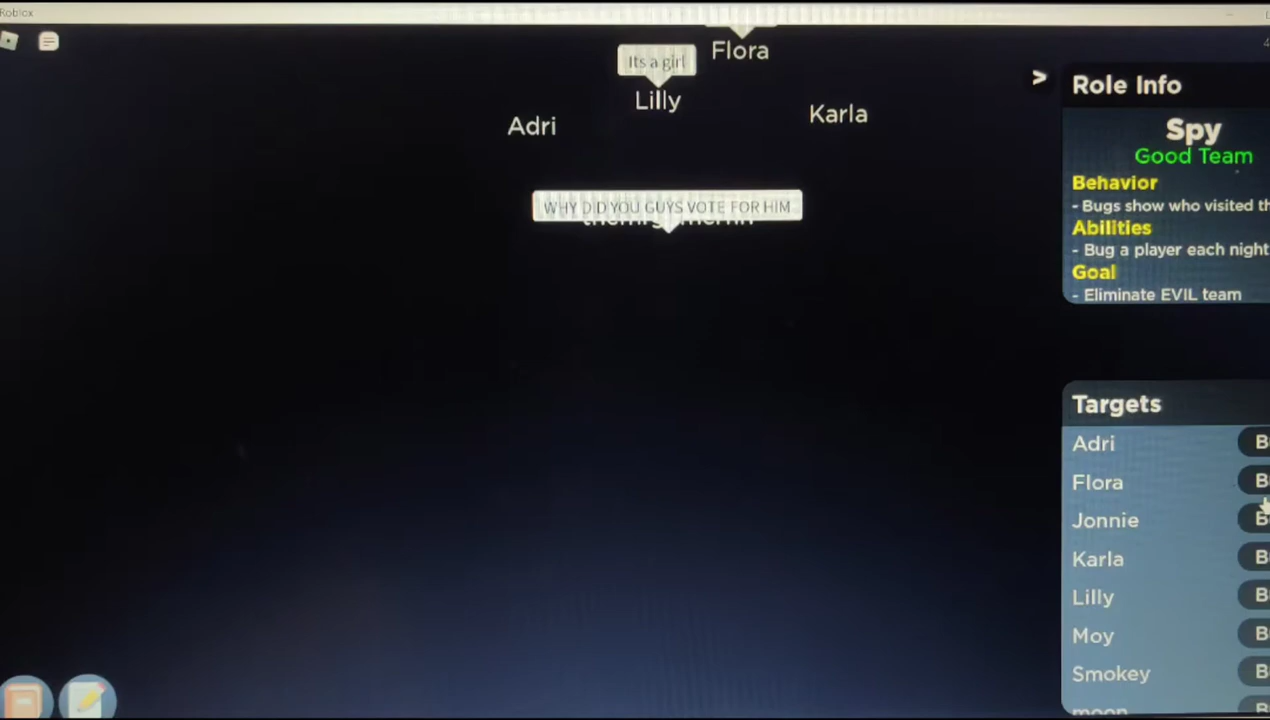 Roblox
Flora
Its a girl
Lilly
Adri
Karla
WHY DID YOU GUYS VOTE FOR HIM
>
Role Info
Spy
Good Team
Behavior
- Bugs show who visited th
Abilities
- Bug a player each night
Goal
- Eliminate EVIL team
Targets
Adri B
Flora B
Jonnie B
Karla B
Lilly B
Moy B
Smokey B
moon B